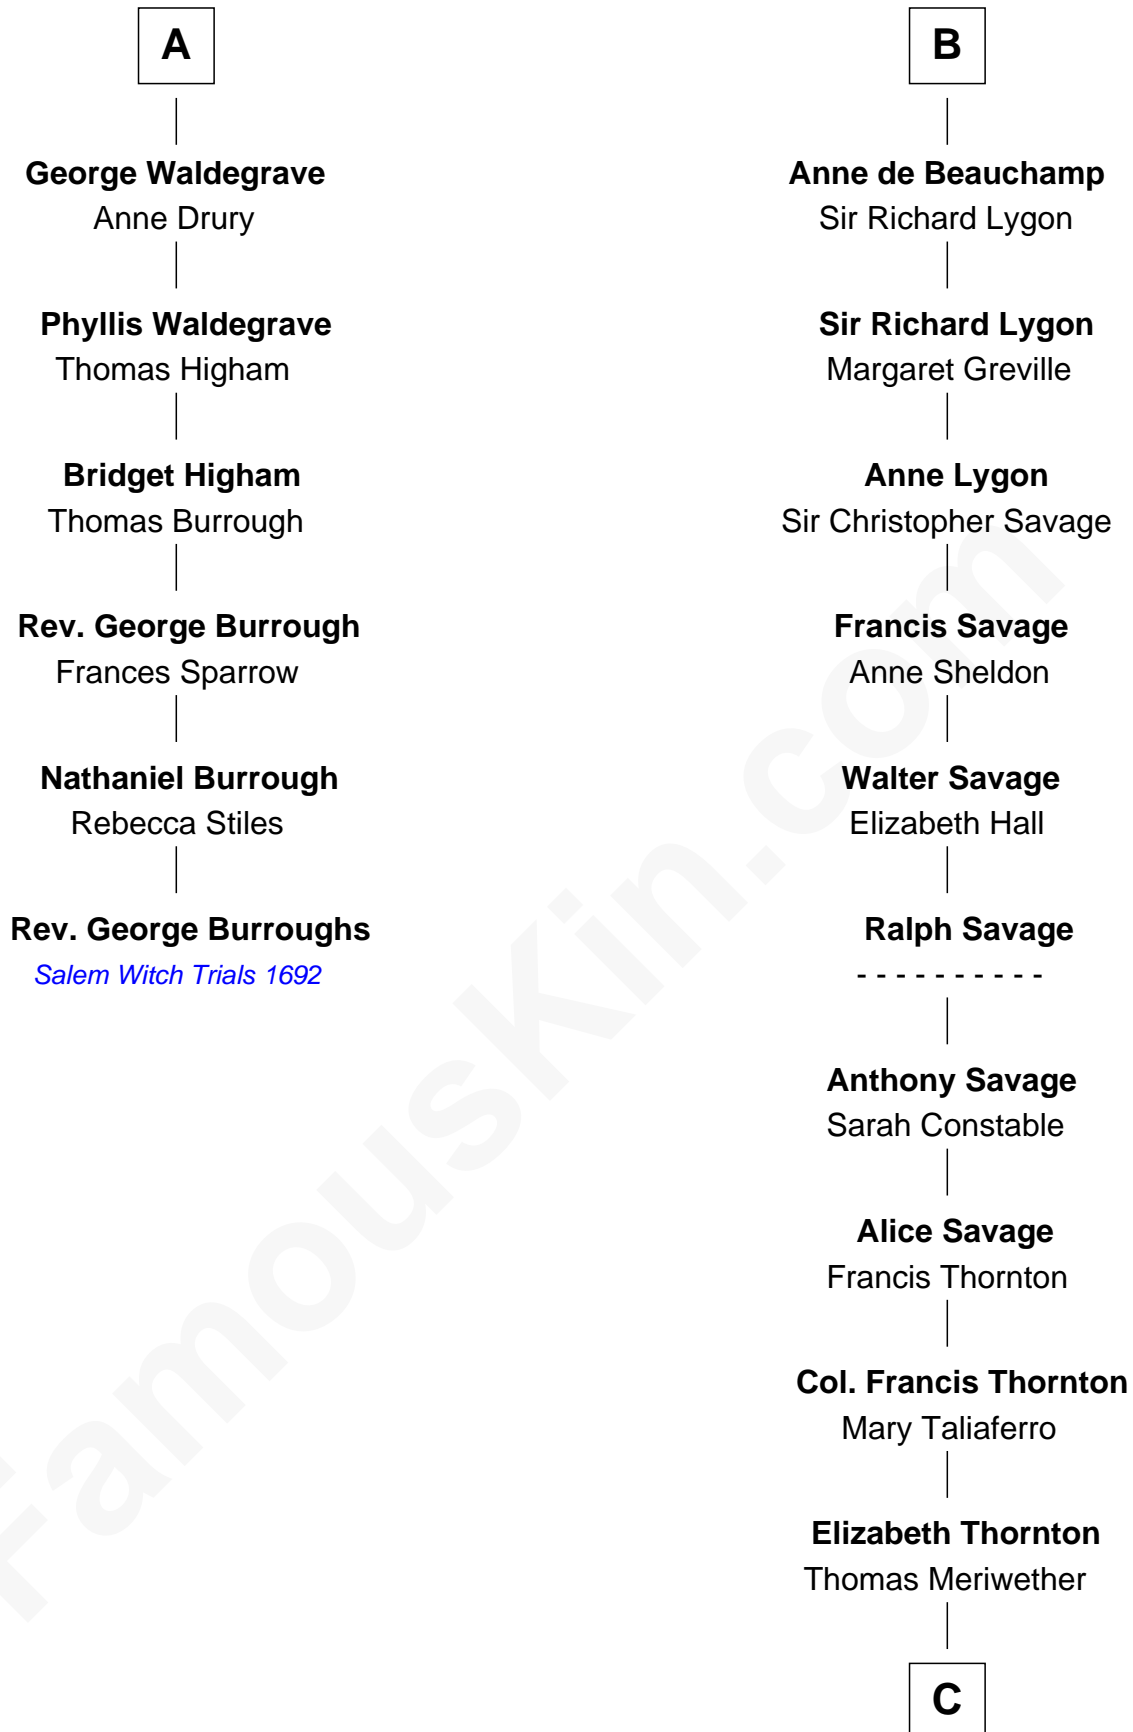 A
George Waldegrave
Anne Drury
Phyllis Waldegrave
Thomas Higham
Bridget Higham
Thomas Burrough
Rev. George Burrough
Frances Sparrow
Nathaniel Burrough
Rebecca Stiles
Rev. George Burroughs
Salem Witch Trials 1692
B
Anne de Beauchamp
Sir Richard Lygon
Sir Richard Lygon
Margaret Greville
Anne Lygon
Sir Christopher Savage
Francis Savage
Anne Sheldon
Walter Savage
Elizabeth Hall
Ralph Savage
- - - - - - - - - -
Anthony Savage
Sarah Constable
Alice Savage
Francis Thornton
Col. Francis Thornton
Mary Taliaferro
Elizabeth Thornton
Thomas Meriwether
C
FamousKin.com